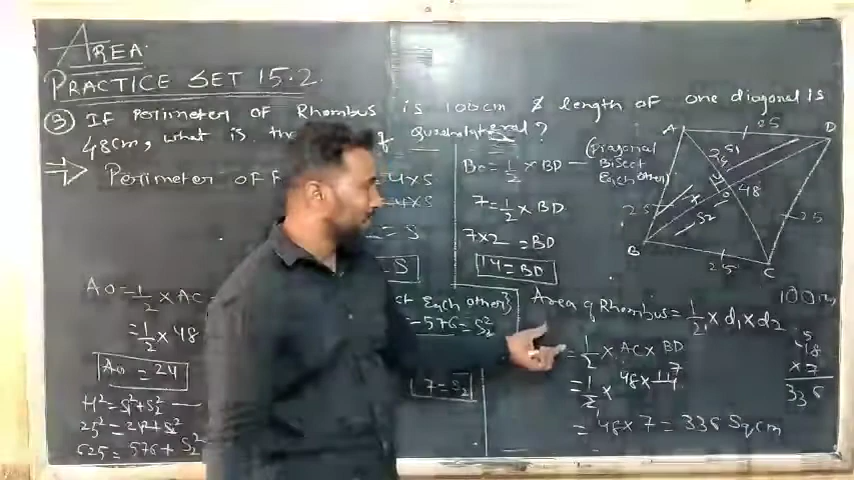 AREA
PRACTICE SET 15.2
③ If Perimeter of Rhombus is 100cm & length of one diagonal is
48cm, what is the of Quadrilateral?
⇒ Perimeter of = 4×S
= 4×S
= S
= S
AO = 1/2 × AC
= 1/2 × 48
AO = 24
H² = S₁² + S₂²
25² = 24² + S₂²
625 = 576 + S₂²
Each other}
- 576 = S₂²
7 = S₂
BO = 1/2 × BD — (Diagonal
Bisect
Each other)
7 = 1/2 × BD
7×2 = BD
14 = BD
Area of Rhombus = 1/2 × d₁ × d₂
= 1/2 × AC × BD
= 1/2 × 48 × 14 7
= 48 × 7 = 336 Sqcm
A
25
D
S1
24
O
48
S2
25
25
B
25
C
100cm
5
48
×7
336